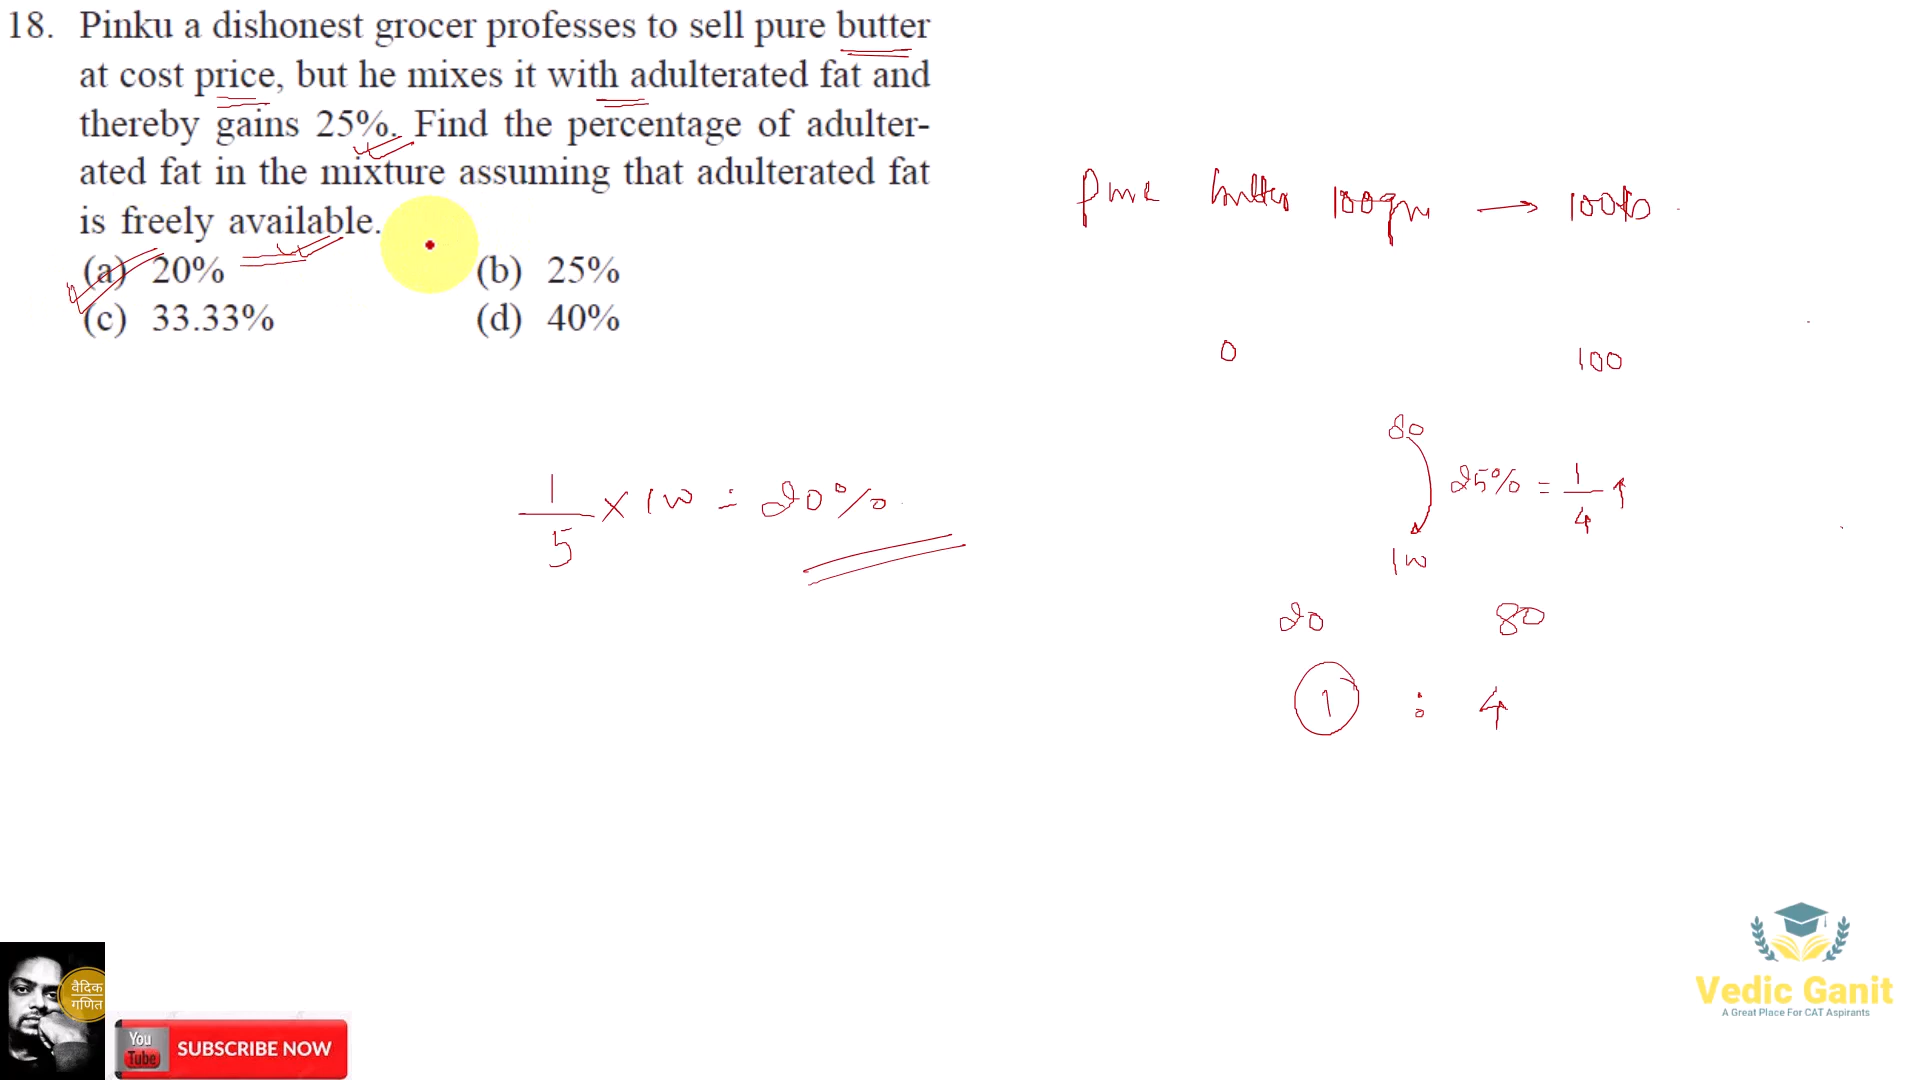 18. Pinku a dishonest grocer professes to sell pure butter
at cost price, but he mixes it with adulterated fat and
thereby gains 25%. Find the percentage of adulter-
ated fat in the mixture assuming that adulterated fat
is freely available.
(a) 20% (b) 25%
(c) 33.33% (d) 40%
Pure butter 100gm → 100
0 100
80
25% = 1/4 ↑
100
20 80
1 : 4
1/5 × 100 = 20%
वैदिक
गणित
You
Tube
SUBSCRIBE NOW
Vedic Ganit
A Great Place For CAT Aspirants